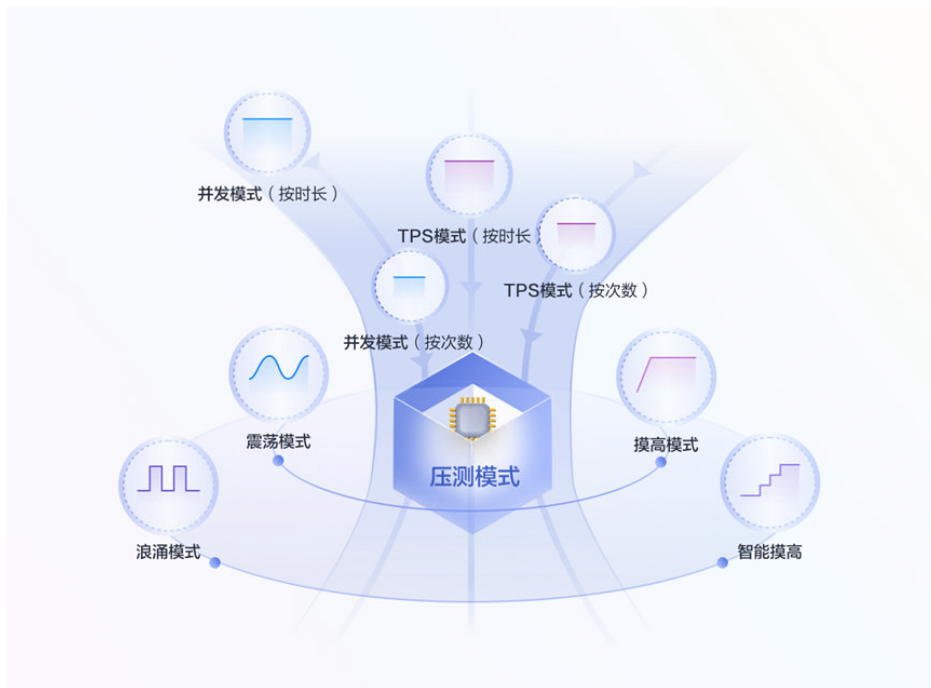 并发模式（按时长）
TPS模式（按时长）
TPS模式（按次数）
并发模式（按次数）
震荡模式
摸高模式
压测模式
浪涌模式
智能摸高